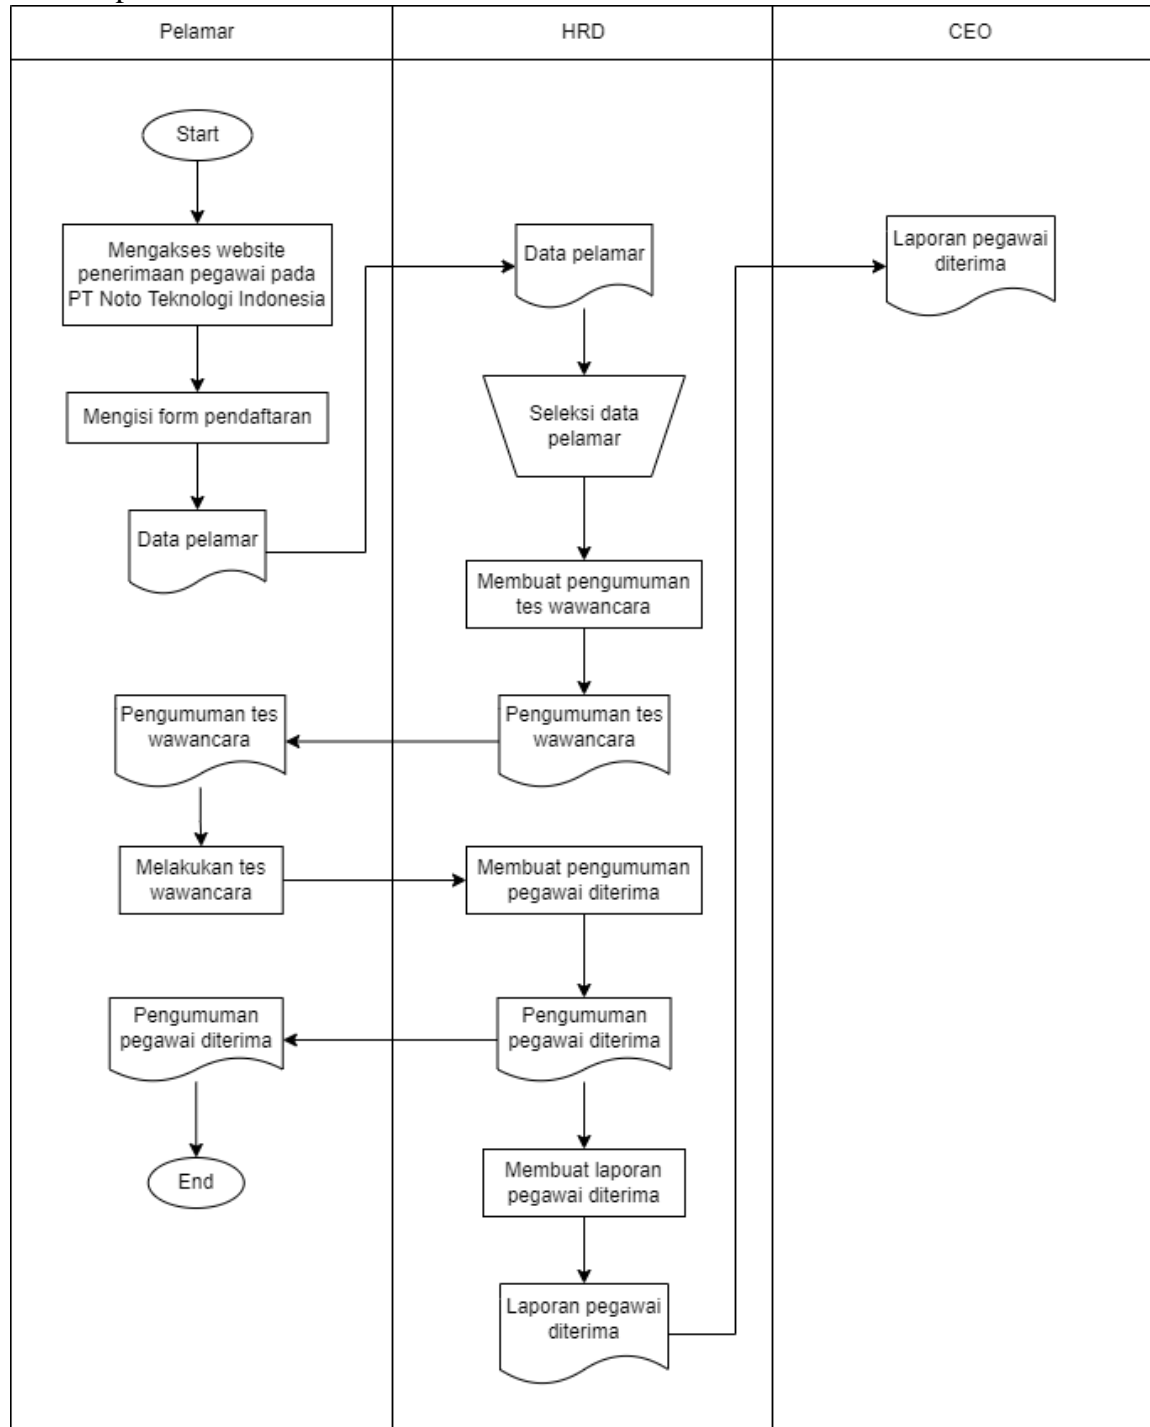 Pelamar
HRD
CEO
Start
Mengakses website
penerimaan pegawai pada
PT Noto Teknologi Indonesia
Mengisi form pendaftaran
Data pelamar
Data pelamar
Seleksi data
pelamar
Membuat pengumuman
tes wawancara
Pengumuman tes
wawancara
Pengumuman tes
wawancara
Melakukan tes
wawancara
Membuat pengumuman
pegawai diterima
Pengumuman
pegawai diterima
Pengumuman
pegawai diterima
End
Membuat laporan
pegawai diterima
Laporan pegawai
diterima
Laporan pegawai
diterima